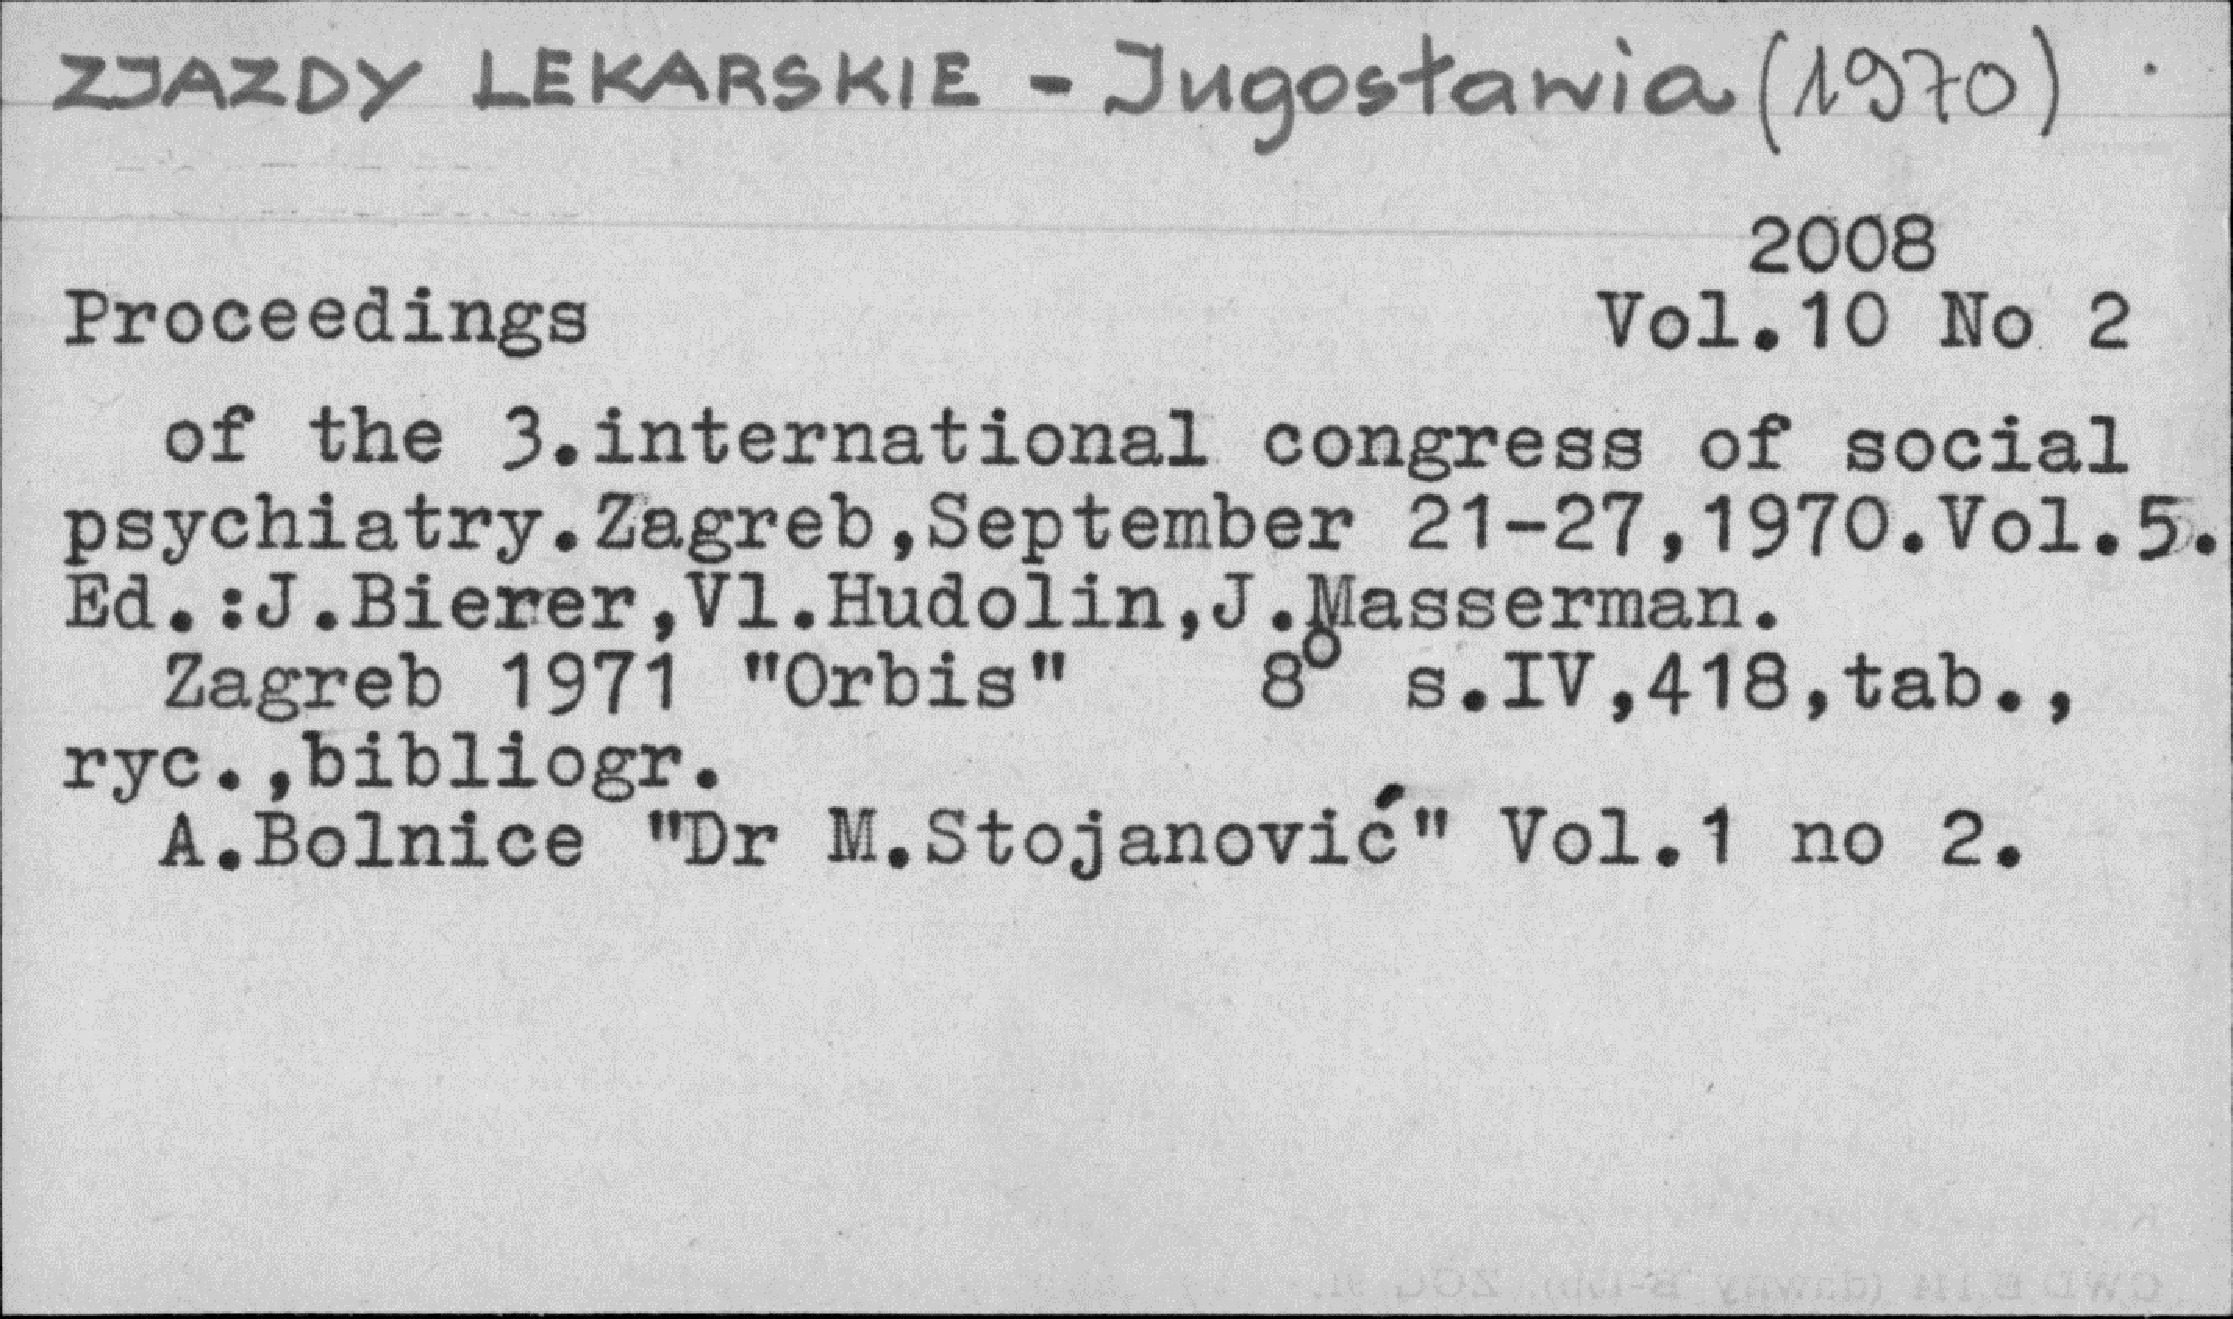 ZJAZDY LEKARSKIE - Jugosławia (1970)
2008
Proceedings Vol.10 No 2
of the 3.international congress of social
psychiatry.Zagreb,September 21-27,1970.Vol.5.
Ed.:J.Bierer,Vl.Hudolin,J.Masserman.
Zagreb 1971 "Orbis" 8° s.IV,418,tab.,
ryc.,bibliogr.
A.Bolnice "Dr M.Stojanović" Vol.1 no 2.